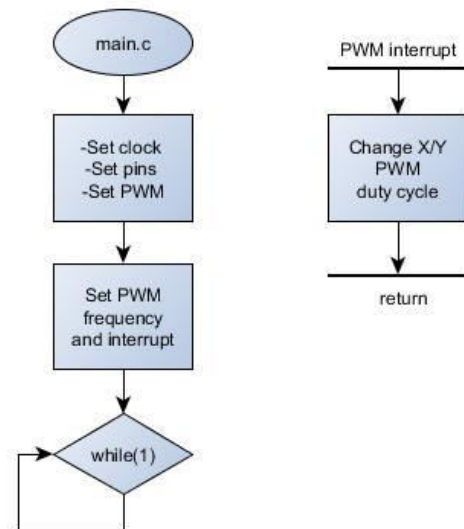 main.c
-Set clock
-Set pins
-Set PWM
Set PWM
frequency
and interrupt
while(1)
PWM interrupt
Change X/Y
PWM
duty cycle
return